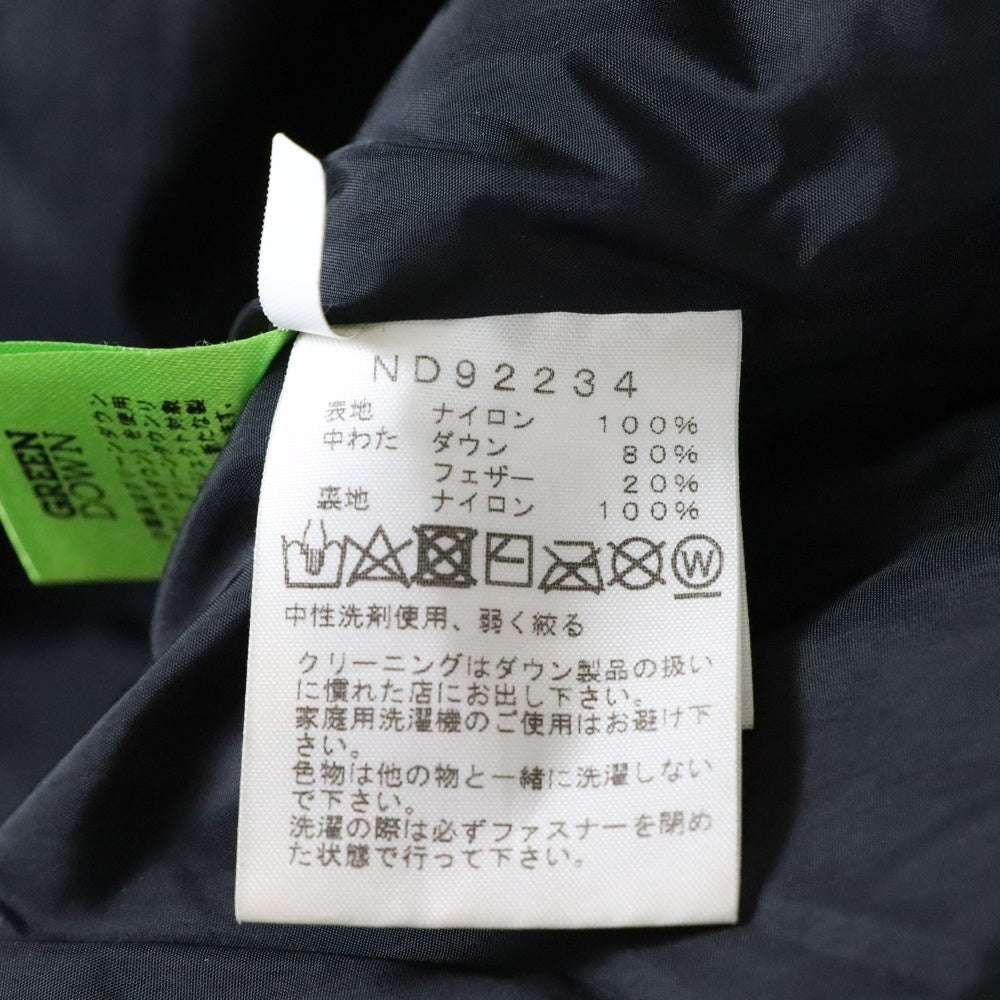 ND92234
表地 ナイロン 100%
中わた ダウン 80%
フェザー 20%
裏地 ナイロン 100%
W
中性洗剤使用、弱く絞る
クリーニングはダウン製品の扱い
に慣れた店にお出し下さい。
家庭用洗濯機のご使用はお避け下
さい。
色物は他の物と一緒に洗濯しない
で下さい。
洗濯の際は必ずファスナーを閉め
た状態で行って下さい。
GREEN
DOWN